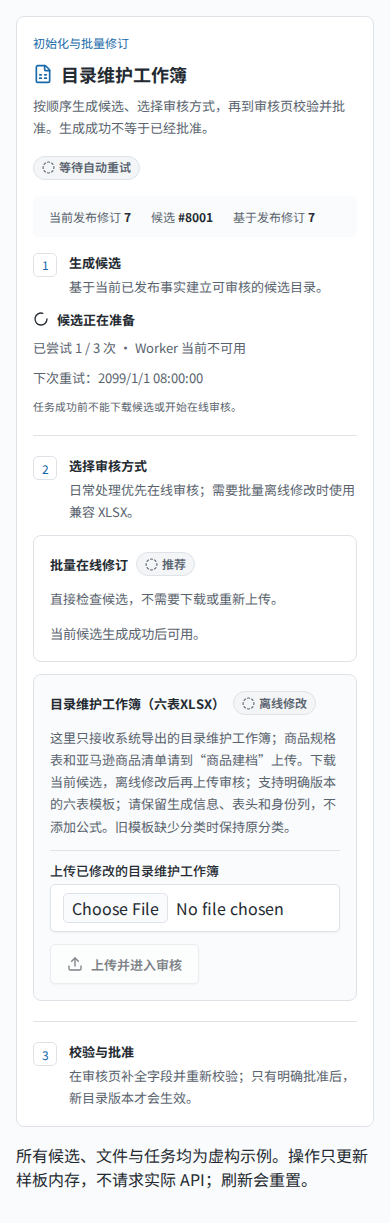 初始化与批量修订
目录维护工作簿
按顺序生成候选、选择审核方式，再到审核页校验并批
准。生成成功不等于已经批准。
等待自动重试
当前发布修订 7 候选 #8001 基于发布修订 7
1 生成候选
基于当前已发布事实建立可审核的候选目录。
候选正在准备
已尝试 1 / 3 次 · Worker 当前不可用
下次重试：2099/1/1 08:00:00
任务成功前不能下载候选或开始在线审核。
2 选择审核方式
日常处理优先在线审核；需要批量离线修改时使用
兼容 XLSX。
批量在线修订 推荐
直接检查候选，不需要下载或重新上传。
当前候选生成成功后可用。
目录维护工作簿（六表XLSX） 离线修改
这里只接收系统导出的目录维护工作簿；商品规格
表和亚马逊商品清单请到“商品建档”上传。下载
当前候选，离线修改后再上传审核；支持明确版本
的六表模板；请保留生成信息、表头和身份列，不
添加公式。旧模板缺少分类时保持原分类。
上传已修改的目录维护工作簿
Choose File No file chosen
上传并进入审核
3 校验与批准
在审核页补全字段并重新校验；只有明确批准后，
新目录版本才会生效。
所有候选、文件与任务均为虚构示例。操作只更新
样板内存，不请求实际 API；刷新会重置。